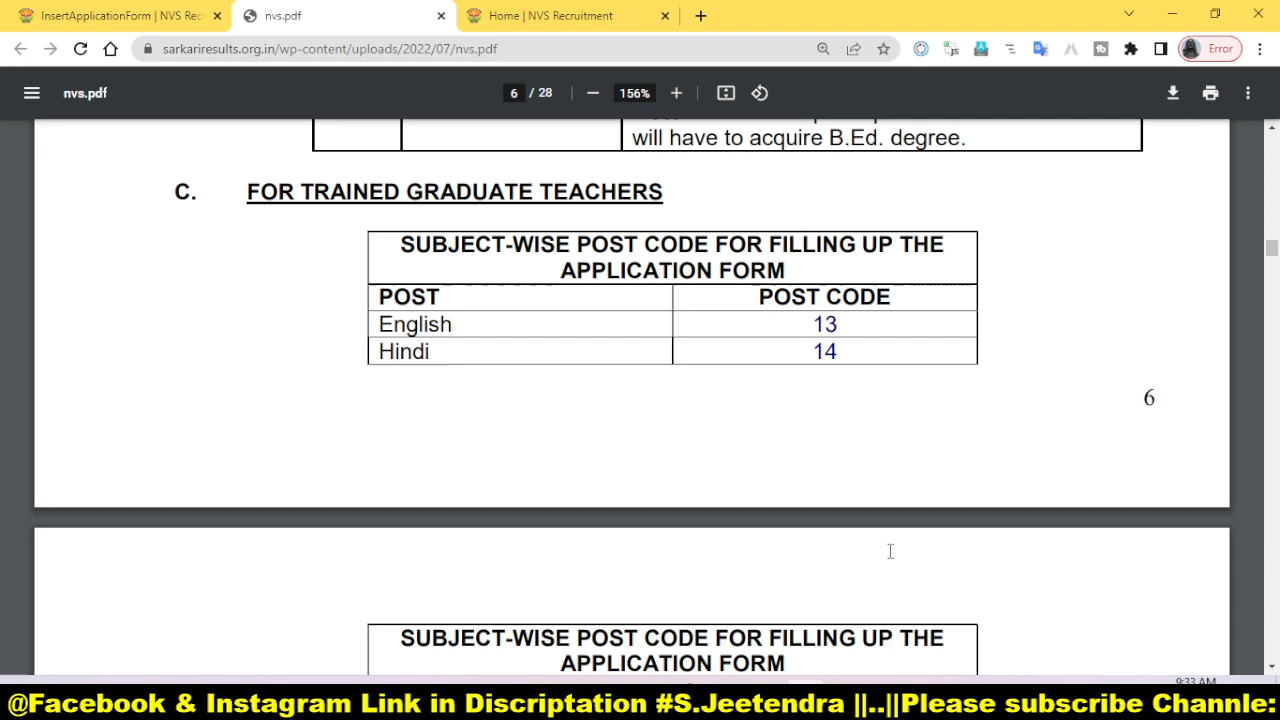 InsertApplicationForm | NVS Rec
nvs.pdf
Home | NVS Recruitment
sarkariresults.org.in/wp-content/uploads/2022/07/nvs.pdf
Error
nvs.pdf
6 / 28
156%
will have to acquire B.Ed. degree.
C. FOR TRAINED GRADUATE TEACHERS
SUBJECT-WISE POST CODE FOR FILLING UP THE
APPLICATION FORM
POST POST CODE
English 13
Hindi 14
6
SUBJECT-WISE POST CODE FOR FILLING UP THE
APPLICATION FORM
9:33 AM
@Facebook & Instagram Link in Discriptation #S.Jeetendra ||..||Please subscribe Channle: